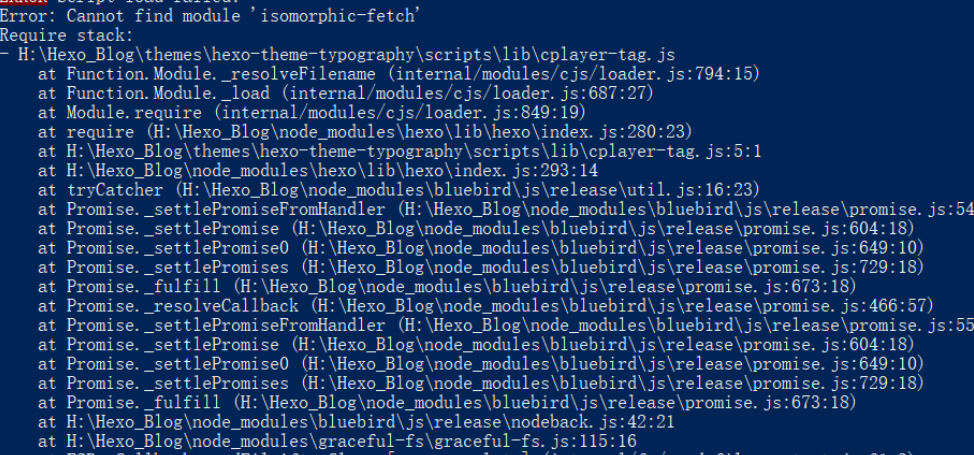 Error: Cannot find module 'isomorphic-fetch'
Require stack:
- H:\Hexo_Blog\themes\hexo-theme-typography\scripts\lib\cplayer-tag.js
    at Function.Module._resolveFilename (internal/modules/cjs/loader.js:794:15)
    at Function.Module._load (internal/modules/cjs/loader.js:687:27)
    at Module.require (internal/modules/cjs/loader.js:849:19)
    at require (H:\Hexo_Blog\node_modules\hexo\lib\hexo\index.js:280:23)
    at H:\Hexo_Blog\themes\hexo-theme-typography\scripts\lib\cplayer-tag.js:5:1
    at H:\Hexo_Blog\node_modules\hexo\lib\hexo\index.js:293:14
    at tryCatcher (H:\Hexo_Blog\node_modules\bluebird\js\release\util.js:16:23)
    at Promise._settlePromiseFromHandler (H:\Hexo_Blog\node_modules\bluebird\js\release\promise.js:54
    at Promise._settlePromise (H:\Hexo_Blog\node_modules\bluebird\js\release\promise.js:604:18)
    at Promise._settlePromise0 (H:\Hexo_Blog\node_modules\bluebird\js\release\promise.js:649:10)
    at Promise._settlePromises (H:\Hexo_Blog\node_modules\bluebird\js\release\promise.js:729:18)
    at Promise._fulfill (H:\Hexo_Blog\node_modules\bluebird\js\release\promise.js:673:18)
    at Promise._resolveCallback (H:\Hexo_Blog\node_modules\bluebird\js\release\promise.js:466:57)
    at Promise._settlePromiseFromHandler (H:\Hexo_Blog\node_modules\bluebird\js\release\promise.js:55
    at Promise._settlePromise (H:\Hexo_Blog\node_modules\bluebird\js\release\promise.js:604:18)
    at Promise._settlePromise0 (H:\Hexo_Blog\node_modules\bluebird\js\release\promise.js:649:10)
    at Promise._settlePromises (H:\Hexo_Blog\node_modules\bluebird\js\release\promise.js:729:18)
    at Promise._fulfill (H:\Hexo_Blog\node_modules\bluebird\js\release\promise.js:673:18)
    at H:\Hexo_Blog\node_modules\bluebird\js\release\nodeback.js:42:21
    at H:\Hexo_Blog\node_modules\graceful-fs\graceful-fs.js:115:16